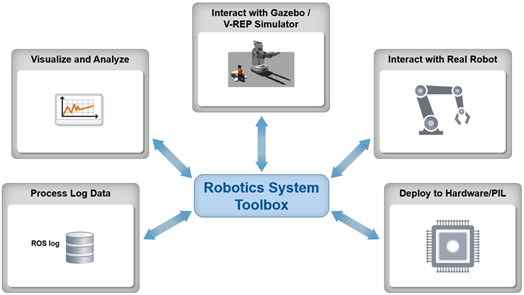 Interact with Gazebo /
V-REP Simulator
Visualize and Analyze
Interact with Real Robot
Robotics System
Toolbox
Process Log Data
ROS log
Deploy to Hardware/PIL